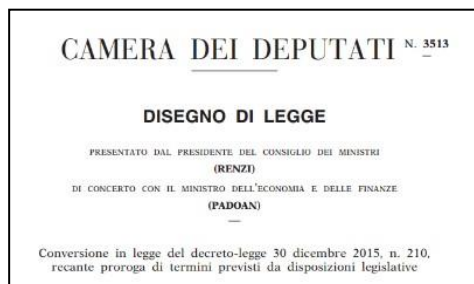 CAMERA DEI DEPUTATI N. 3513
DISEGNO DI LEGGE
PRESENTATO DAL PRESIDENTE DEL CONSIGLIO DEI MINISTRI
(RENZI)
DI CONCERTO CON IL MINISTRO DELL'ECONOMIA E DELLE FINANZE
(PADOAN)
Conversione in legge del decreto-legge 30 dicembre 2015, n. 210,
recante proroga di termini previsti da disposizioni legislative